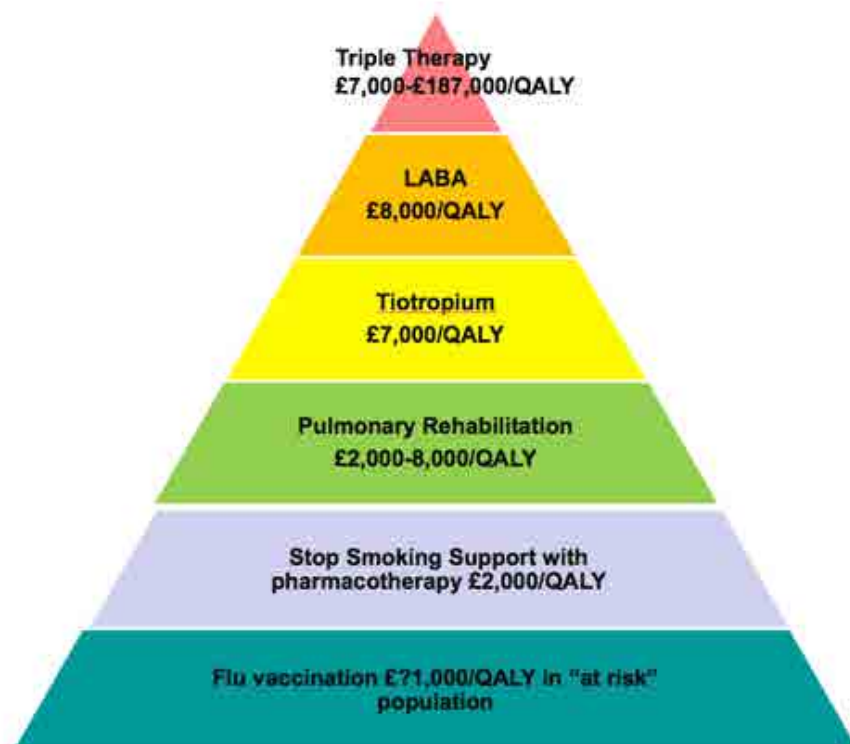 Triple Therapy
£7,000-£187,000/QALY
LABA
£8,000/QALY
Tiotropium
£7,000/QALY
Pulmonary Rehabilitation
£2,000-8,000/QALY
Stop Smoking Support with
pharmacotherapy £2,000/QALY
Flu vaccination £?1,000/QALY in "at risk"
population